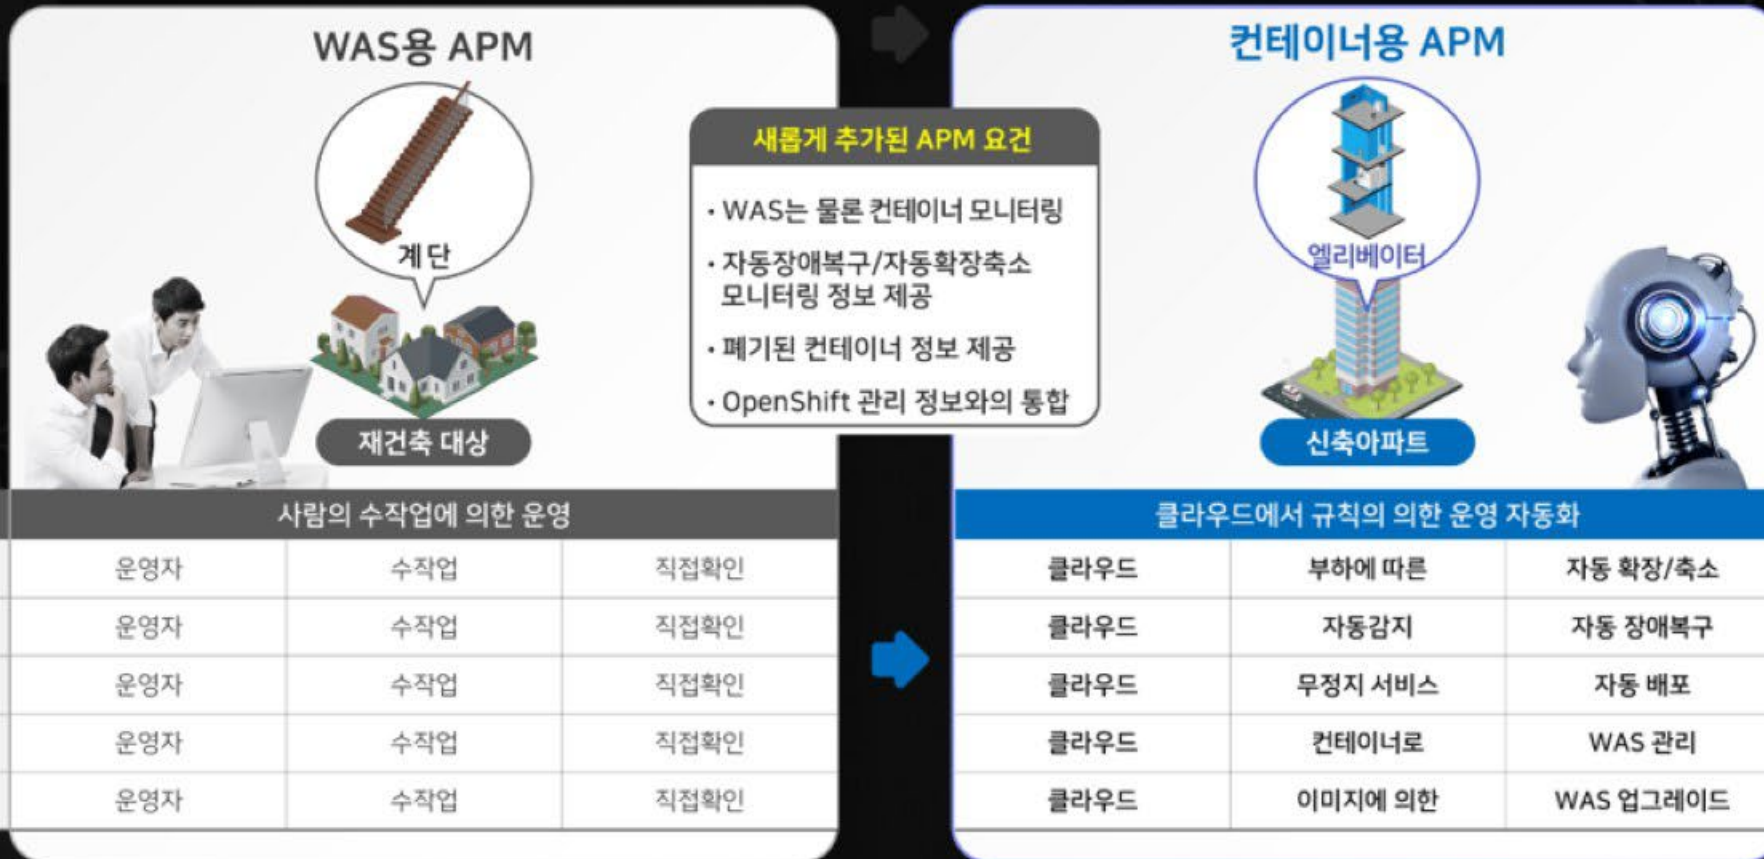 WAS용 APM
계단
재건축 대상
사람의 수작업에 의한 운영
운영자 수작업 직접확인
운영자 수작업 직접확인
운영자 수작업 직접확인
운영자 수작업 직접확인
운영자 수작업 직접확인
새롭게 추가된 APM 요건
· WAS는 물론 컨테이너 모니터링
· 자동장애복구/자동확장축소
모니터링 정보 제공
· 폐기된 컨테이너 정보 제공
· OpenShift 관리 정보와의 통합
컨테이너용 APM
엘리베이터
신축아파트
클라우드에서 규칙의 의한 운영 자동화
클라우드 부하에 따른 자동 확장/축소
클라우드 자동감지 자동 장애복구
클라우드 무정지 서비스 자동 배포
클라우드 컨테이너로 WAS 관리
클라우드 이미지에 의한 WAS 업그레이드